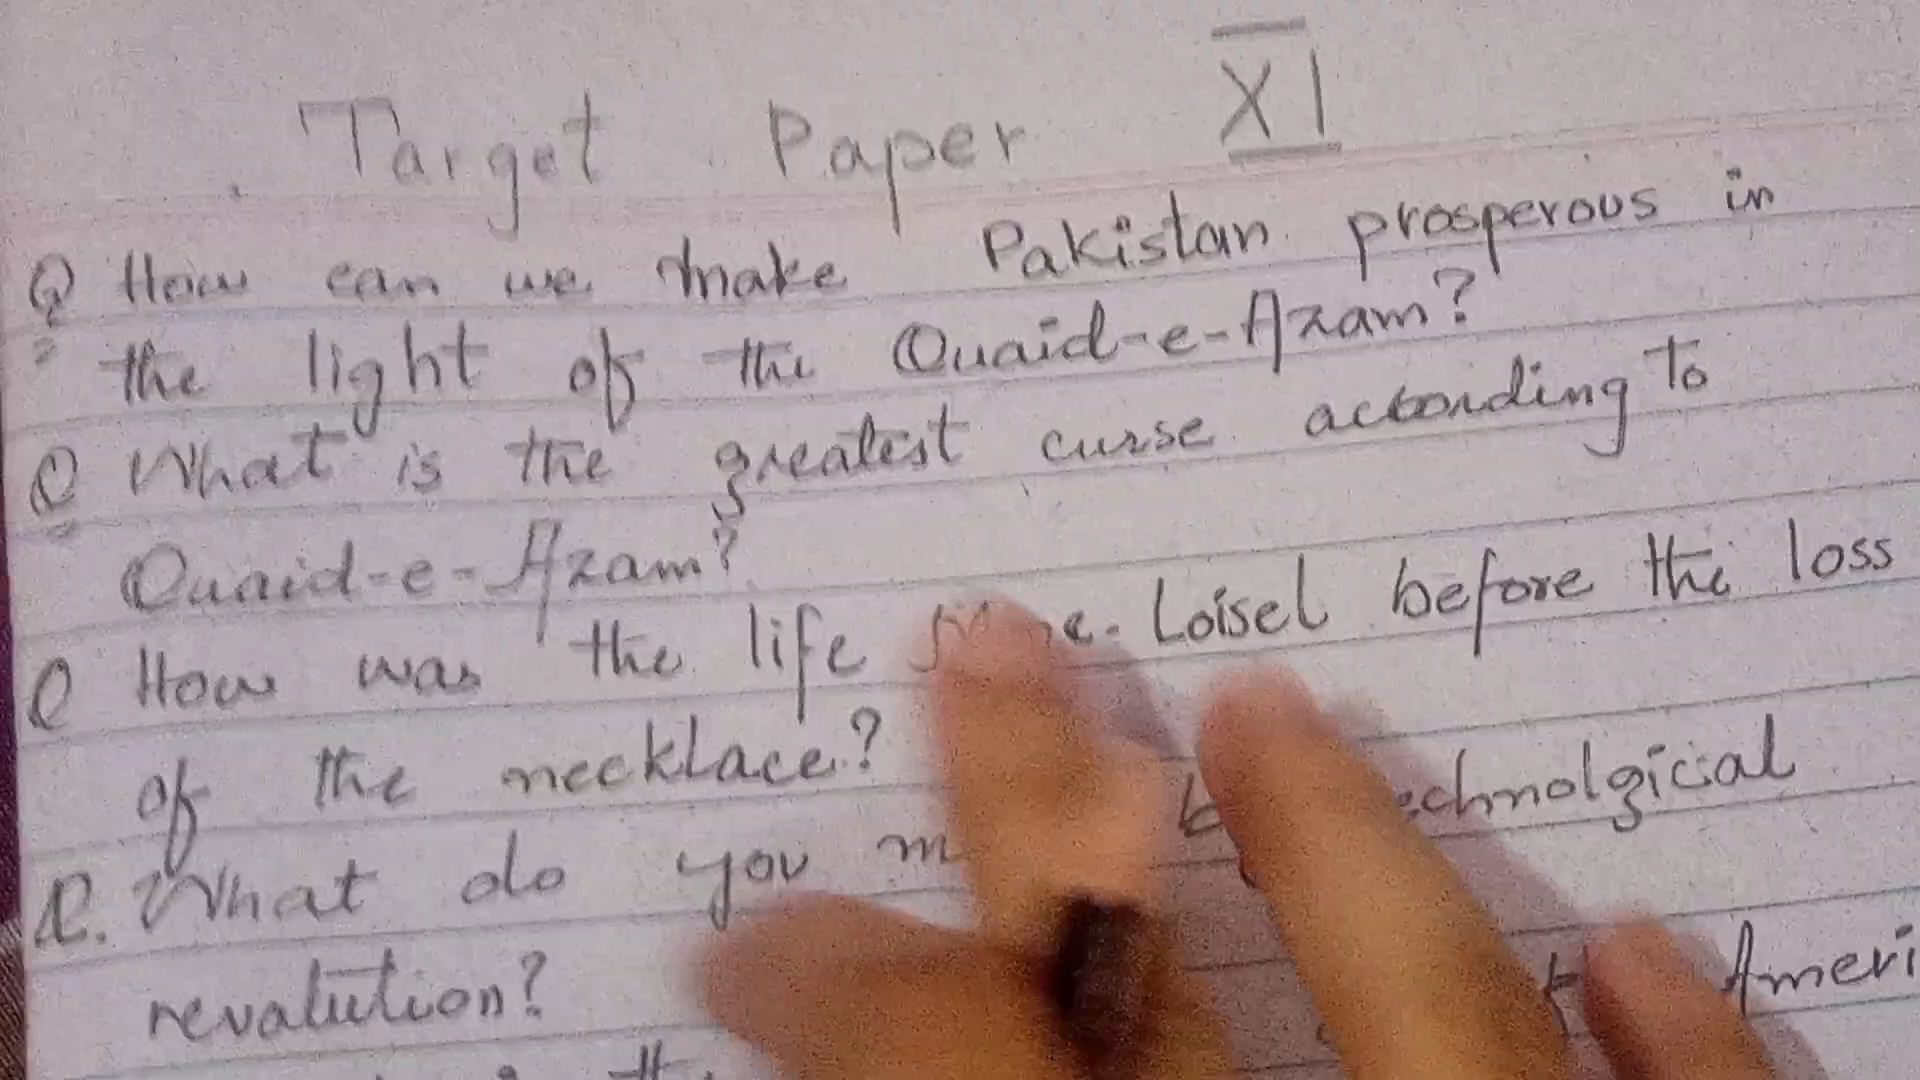 Target Paper XI
Q How can we make Pakistan prosperous in
the light of the Quaid-e-Azam?
Q What is the greatest curse according to
Quaid-e-Azam?
Q How was the life Loisel before the loss
of the necklace?
Q. What do you technolgicial
revalution?
Ameri